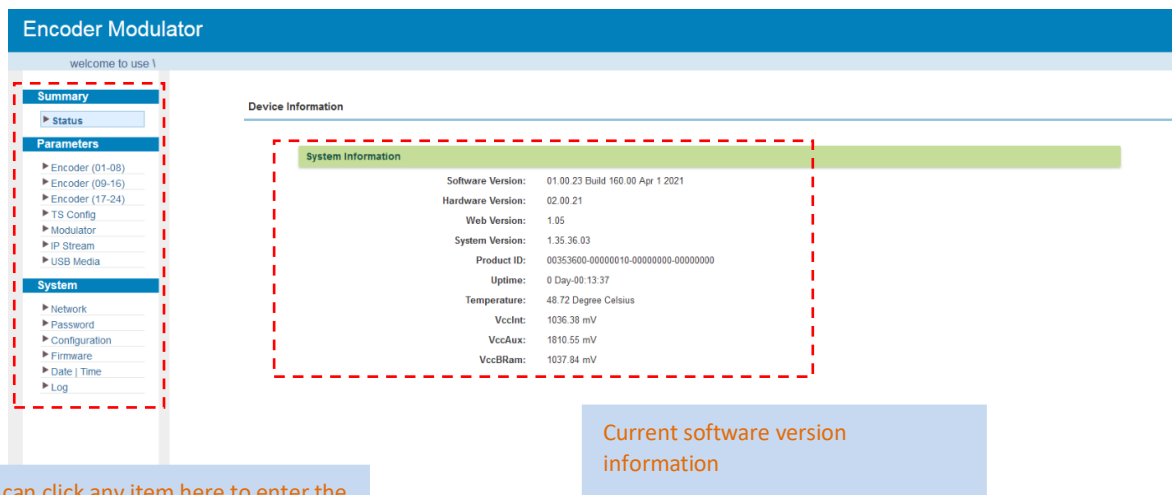 Encoder Modulator
welcome to use \
Summary
Status
Parameters
Encoder (01-08)
Encoder (09-16)
Encoder (17-24)
TS Config
Modulator
IP Stream
USB Media
System
Network
Password
Configuration
Firmware
Date | Time
Log
Device Information
System Information
Software Version: 01.00.23 Build 160.00 Apr 1 2021
Hardware Version: 02.00.21
Web Version: 1.05
System Version: 1.35.36.03
Product ID: 00353600-00000010-00000000-00000000
Uptime: 0 Day-00:13:37
Temperature: 48.72 Degree Celsius
VccInt: 1036.38 mV
VccAux: 1810.55 mV
VccBRam: 1037.84 mV
Current software version
information
can click any item here to enter the